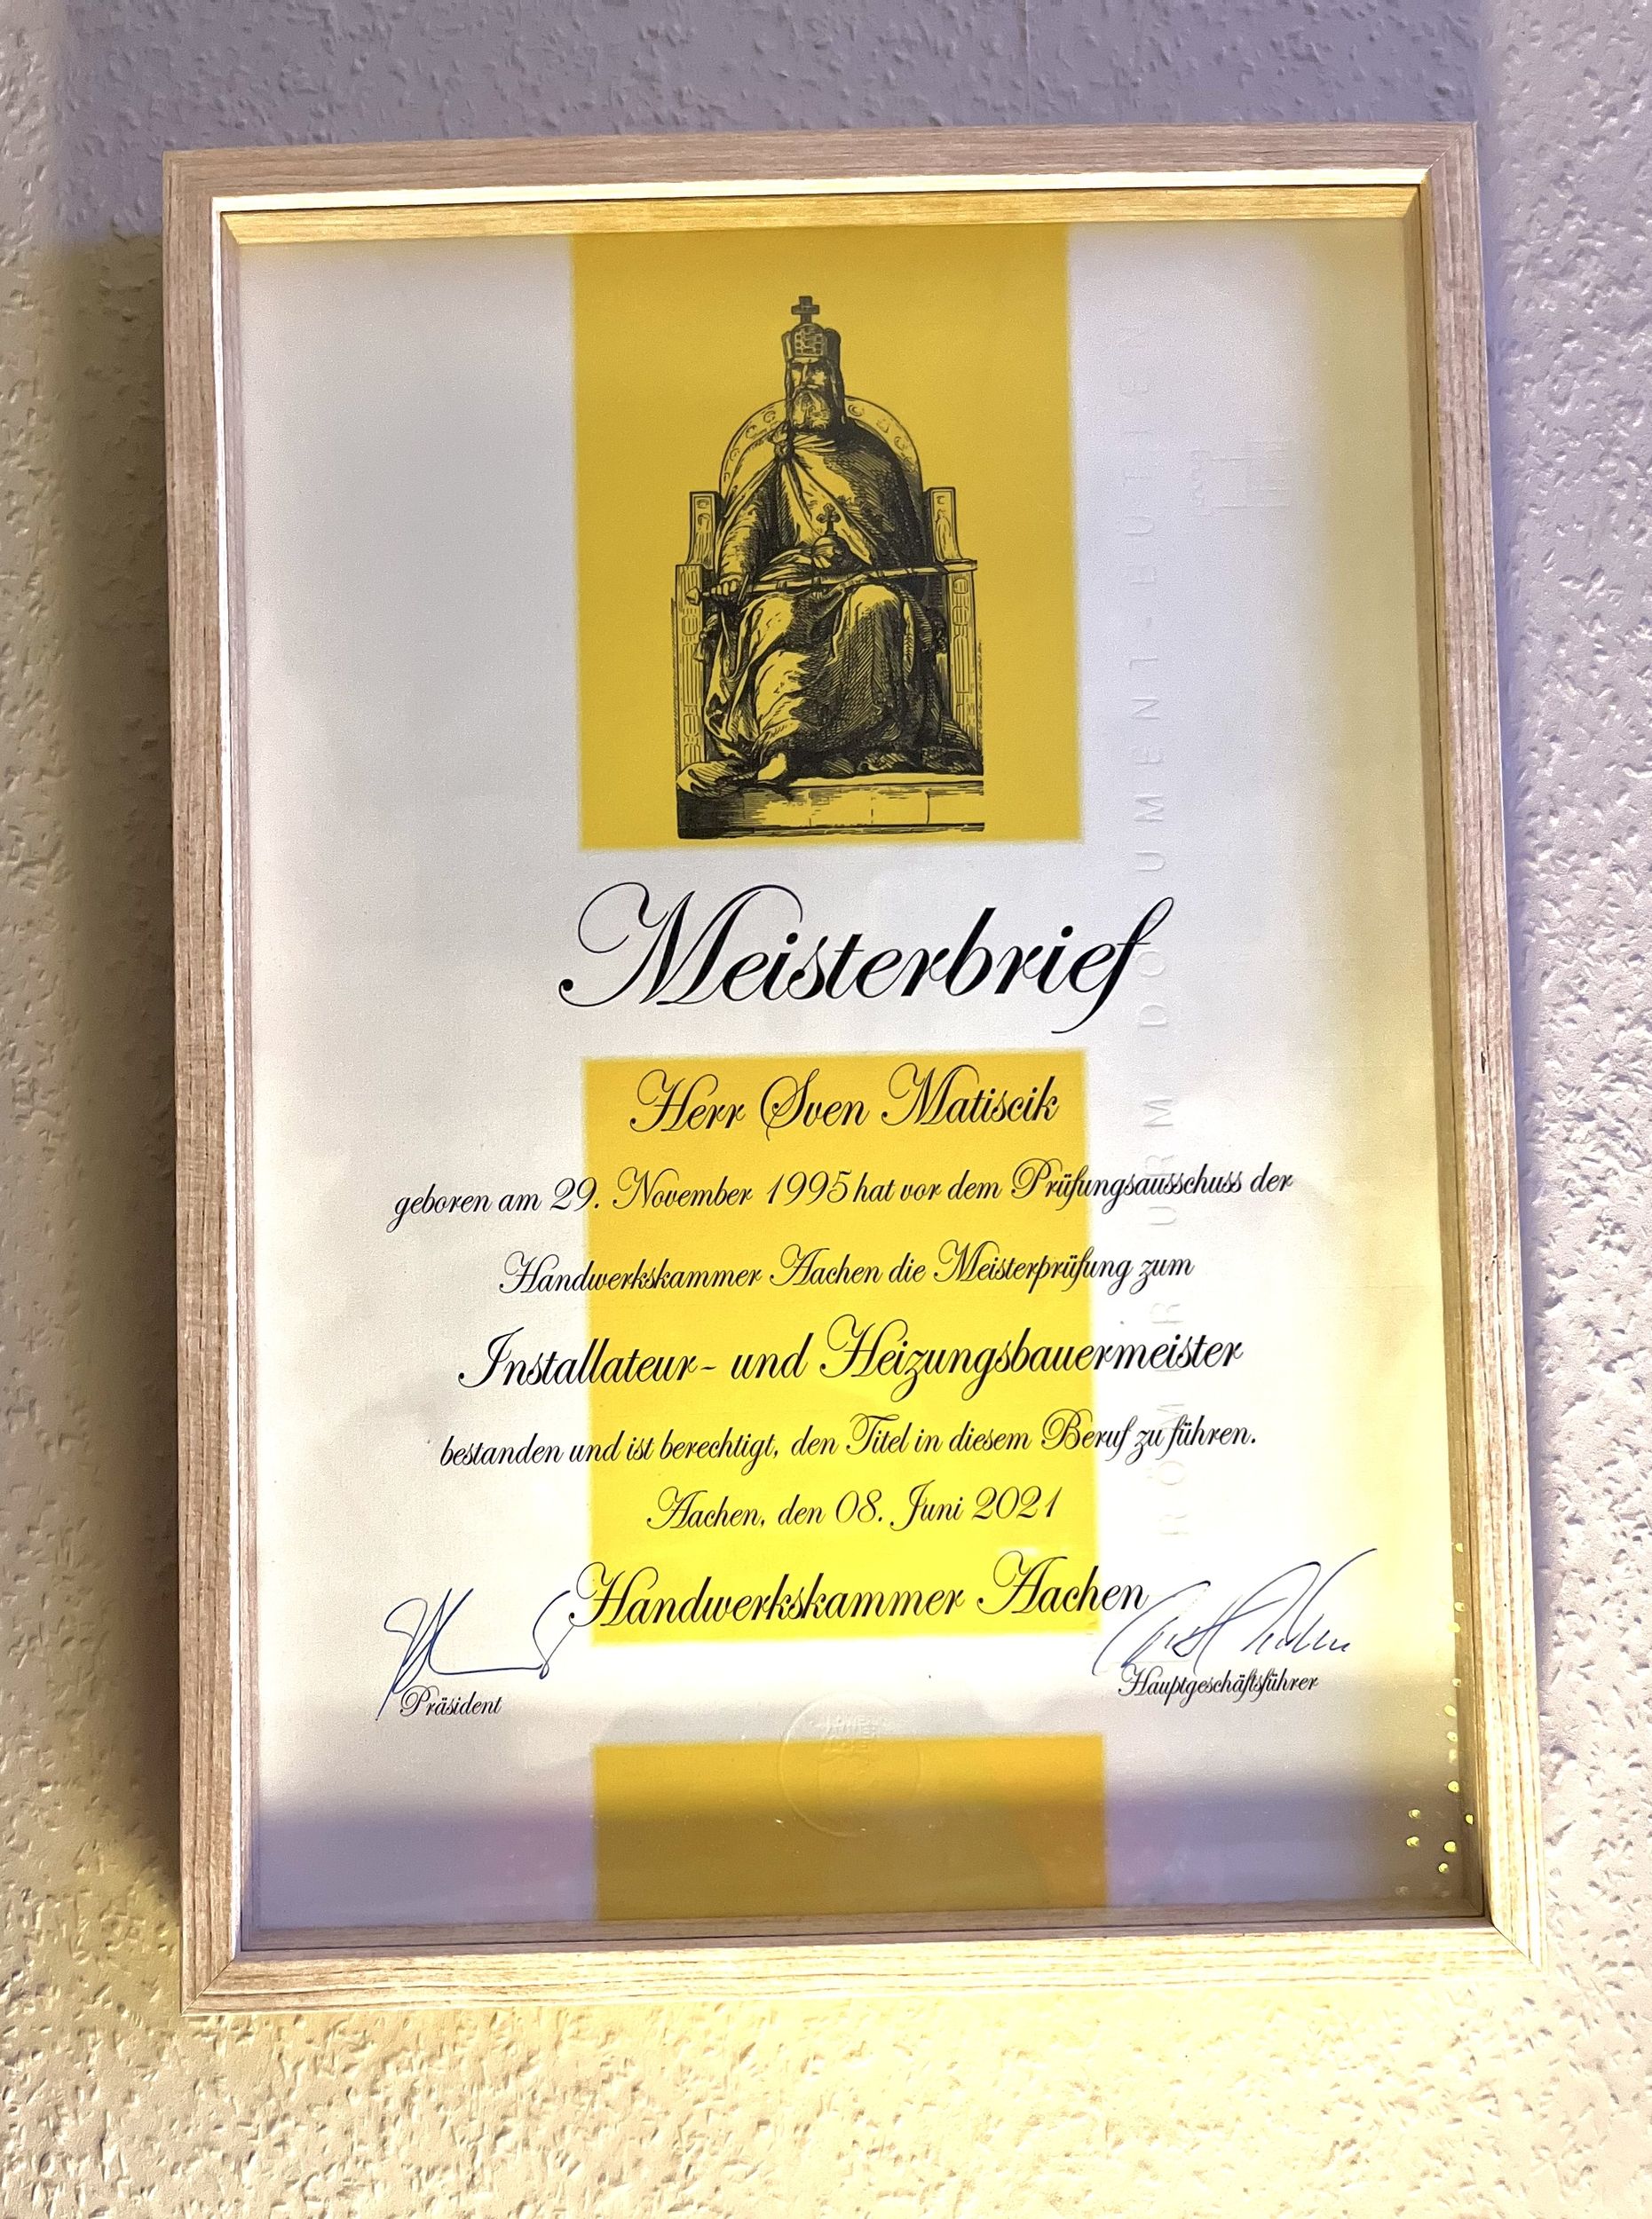 Meisterbrief
Herr Sven Matiscik
geboren am 29. November 1995 hat vor dem Prüfungsausschuss der
Handwerkskammer Aachen die Meisterprüfung zum
Installateur- und Heizungsbauermeister
bestanden und ist berechtigt, den Titel in diesem Beruf zu führen.
Aachen, den 08. Juni 2021
Handwerkskammer Aachen
Präsident
Hauptgeschäftsführer